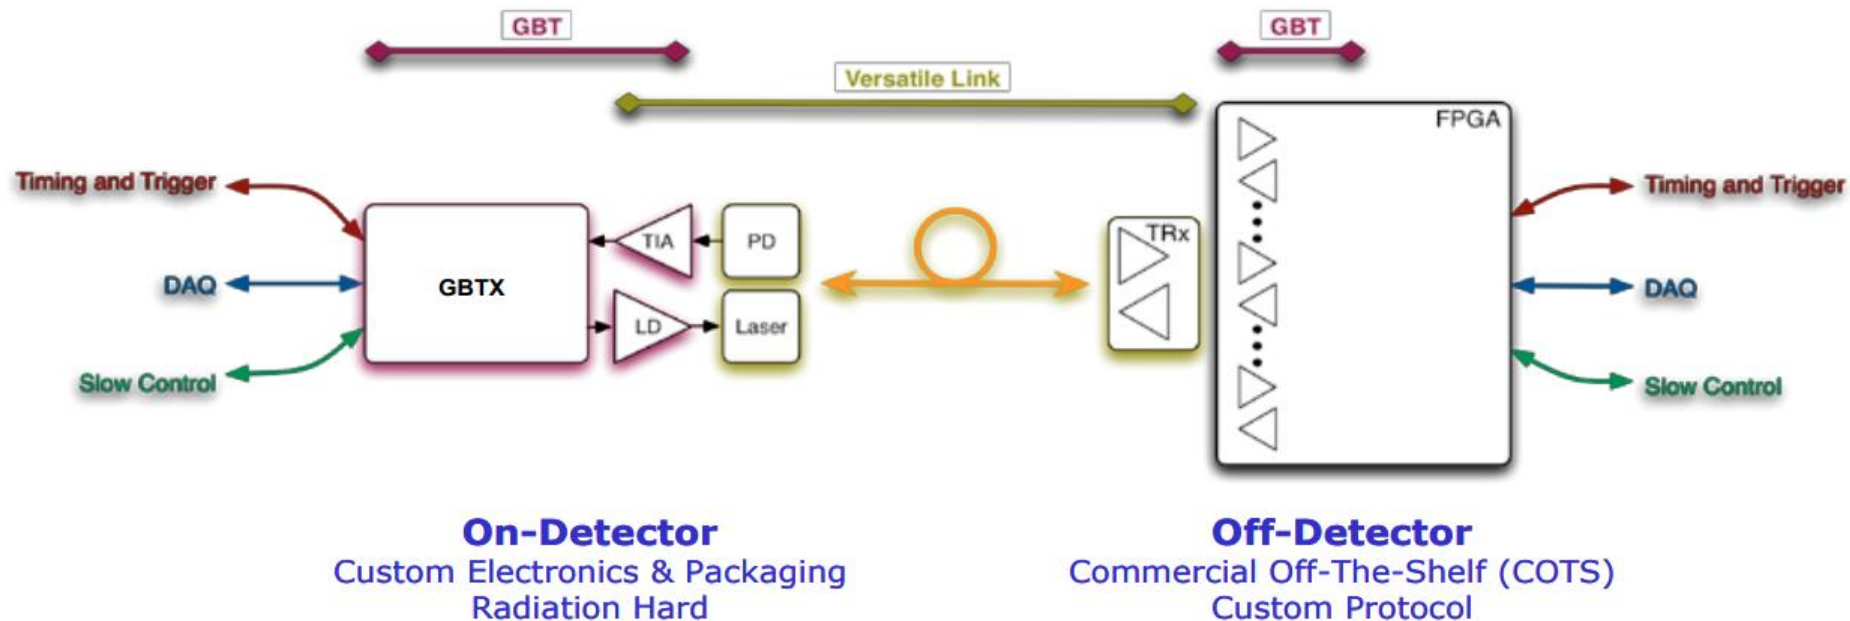 GBT
GBT
Versatile Link
FPGA
Timing and Trigger
Timing and Trigger
TIA
PD
TRx
DAQ
GBTX
DAQ
LD
Laser
Slow Control
Slow Control
On-Detector
Custom Electronics & Packaging
Radiation Hard
Off-Detector
Commercial Off-The-Shelf (COTS)
Custom Protocol